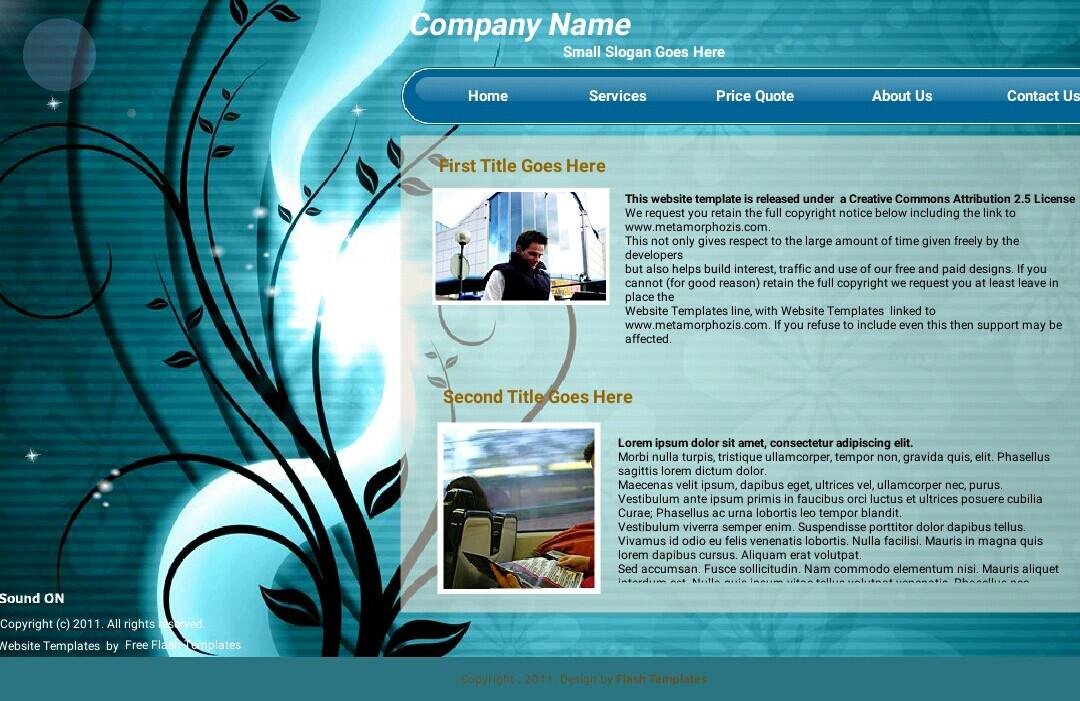 Company Name
Small Slogan Goes Here
Home Services Price Quote About Us Contact Us
First Title Goes Here
This website template is released under a Creative Commons Attribution 2.5 License
We request you retain the full copyright notice below including the link to
www.metamorphozis.com.
This not only gives respect to the large amount of time given freely by the
developers
but also helps build interest, traffic and use of our free and paid designs. If you
cannot (for good reason) retain the full copyright we request you at least leave in
place the
Website Templates line, with Website Templates linked to
www.metamorphozis.com. If you refuse to include even this then support may be
affected.
Second Title Goes Here
Lorem ipsum dolor sit amet, consectetur adipiscing elit.
Morbi nulla turpis, tristique ullamcorper, tempor non, gravida quis, elit. Phasellus
sagittis lorem dictum dolor.
Maecenas velit ipsum, dapibus eget, ultrices vel, ullamcorper nec, purus.
Vestibulum ante ipsum primis in faucibus orci luctus et ultrices posuere cubilia
Curae; Phasellus ac urna lobortis leo tempor blandit.
Vestibulum viverra semper enim. Suspendisse porttitor dolor dapibus tellus.
Vivamus id odio eu felis venenatis lobortis. Nulla facilisi. Mauris in magna quis
lorem dapibus cursus. Aliquam erat volutpat.
Sed accumsan. Fusce sollicitudin. Nam commodo elementum nisi. Mauris aliquet
interdum est. Nulla quis ipsum vitae tellus volutpat venenatis. Phasellus nec
Sound ON
Copyright (c) 2011. All rights reserved.
Website Templates by Free Flash Templates
Copyright : 2011. Design by Flash Templates